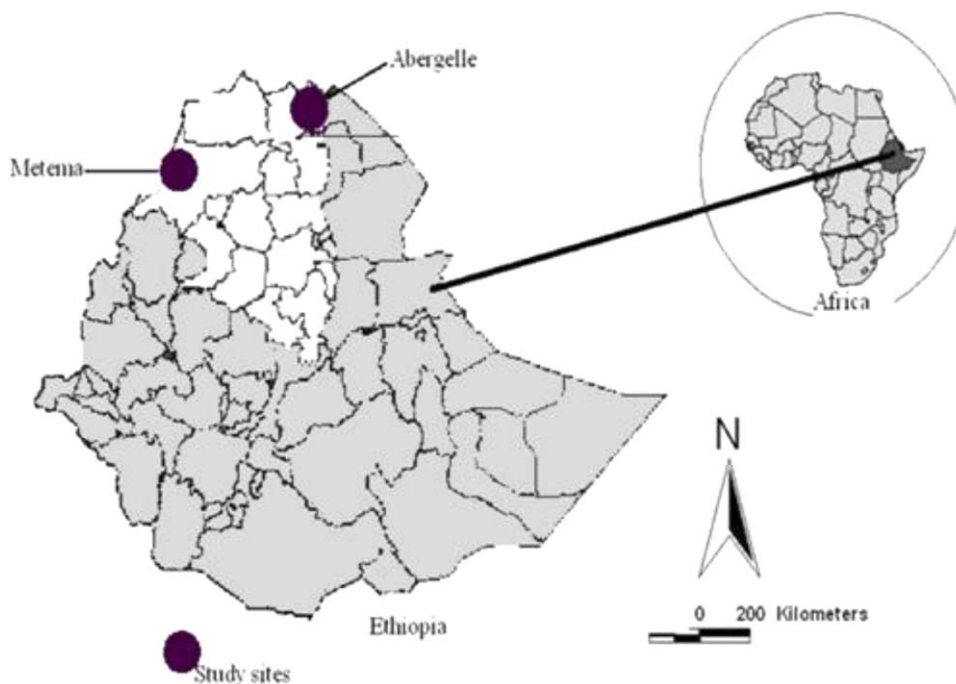 Abergelle
Metema
Africa
N
0 200 Kilometers
Ethiopia
Study sites